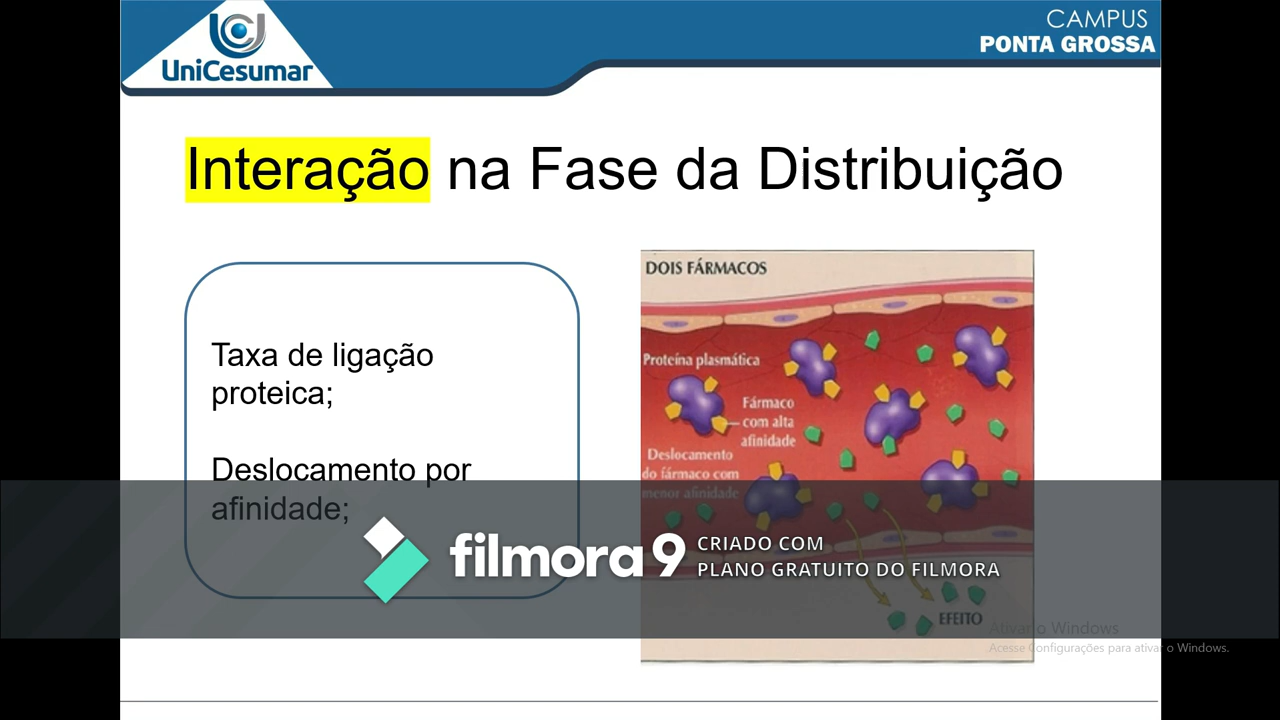 UniCesumar
CAMPUS
PONTA GROSSA
Interação na Fase da Distribuição
Taxa de ligação
proteica;
Deslocamento por
afinidade;
DOIS FÁRMACOS
Proteína plasmática
Fármaco
com alta
afinidade
Deslocamento
do fármaco com
menor afinidade
EFEITO
filmora9
CRIADO COM
PLANO GRATUITO DO FILMORA
Ativar o Windows
Acesse Configurações para ativar o Windows.